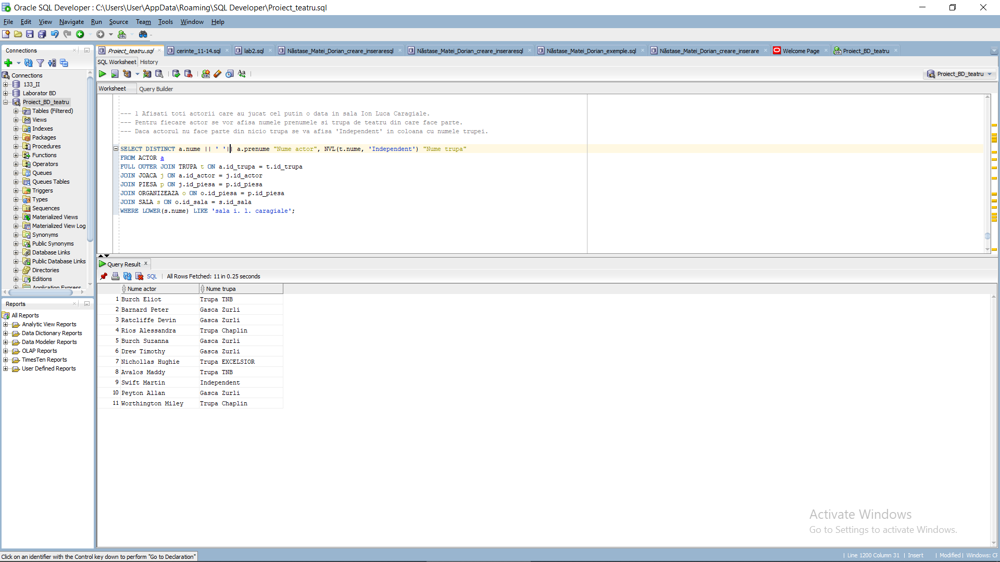 Oracle SQL Developer : C:\Users\User\AppData\Roaming\SQL Developer\Proiect_teatru.sql
File Edit View Navigate Run Source Team Tools Window Help
Connections
Proiect_teatru.sql cerinte_11-14.sql lab2.sql Năstase_Matei_Dorian_creare_inseraresql Năstase_Matei_Dorian_creare_inseraresql Năstase_Matei_Dorian_exemple.sql Năstase_Matei_Dorian_creare_inserare Welcome Page Proiect_BD_teatru
SQL Worksheet History
Proiect_BD_teatru
Worksheet Query Builder
Connections
133_II
Laborator BD
Proiect_BD_teatru
Tables (Filtered)
Views
Indexes
Packages
Procedures
Functions
Operators
Queues
Queues Tables
Triggers
Types
Sequences
Materialized Views
Materialized View Log
Synonyms
Public Synonyms
Database Links
Public Database Links
Directories
Editions
Application Express
--- l Afisati toti actorii care au jucat cel putin o data in sala Ion Luca Caragiale.
--- Pentru fiecare actor se vor afisa numele prenumele si trupa de teatru din care face parte.
--- Daca actorul nu face parte din nicio trupa se va afisa 'Independent' in coloana cu numele trupei.
SELECT DISTINCT a.nume || ' '|| a.prenume "Nume actor", NVL(t.nume, 'Independent') "Nume trupa"
FROM ACTOR a
FULL OUTER JOIN TRUPA t ON a.id_trupa = t.id_trupa
JOIN JOACA j ON a.id_actor = j.id_actor
JOIN PIESA p ON j.id_piesa = p.id_piesa
JOIN ORGANIZEAZA o ON o.id_piesa = p.id_piesa
JOIN SALA s ON o.id_sala = s.id_sala
WHERE LOWER(s.nume) LIKE 'sala i. l. caragiale';
Query Result
SQL | All Rows Fetched: 11 in 0.25 seconds
Nume actor Nume trupa
1 Burch Eliot Trupa TNB
2 Barnard Peter Gasca Zurli
3 Ratcliffe Devin Gasca Zurli
4 Rios Alessandra Trupa Chaplin
5 Burch Suzanna Gasca Zurli
6 Drew Timothy Gasca Zurli
7 Nichollas Hughie Trupa EXCELSIOR
8 Avalos Maddy Trupa TNB
9 Swift Martin Independent
10 Peyton Allan Gasca Zurli
11 Worthington Miley Trupa Chaplin
Reports
All Reports
Analytic View Reports
Data Dictionary Reports
Data Modeler Reports
OLAP Reports
TimesTen Reports
User Defined Reports
Activate Windows
Go to Settings to activate Windows.
Click on an identifier with the Control key down to perform "Go to Declaration"
| Line 1200 Column 31 | Insert | Modified | Windows: CF